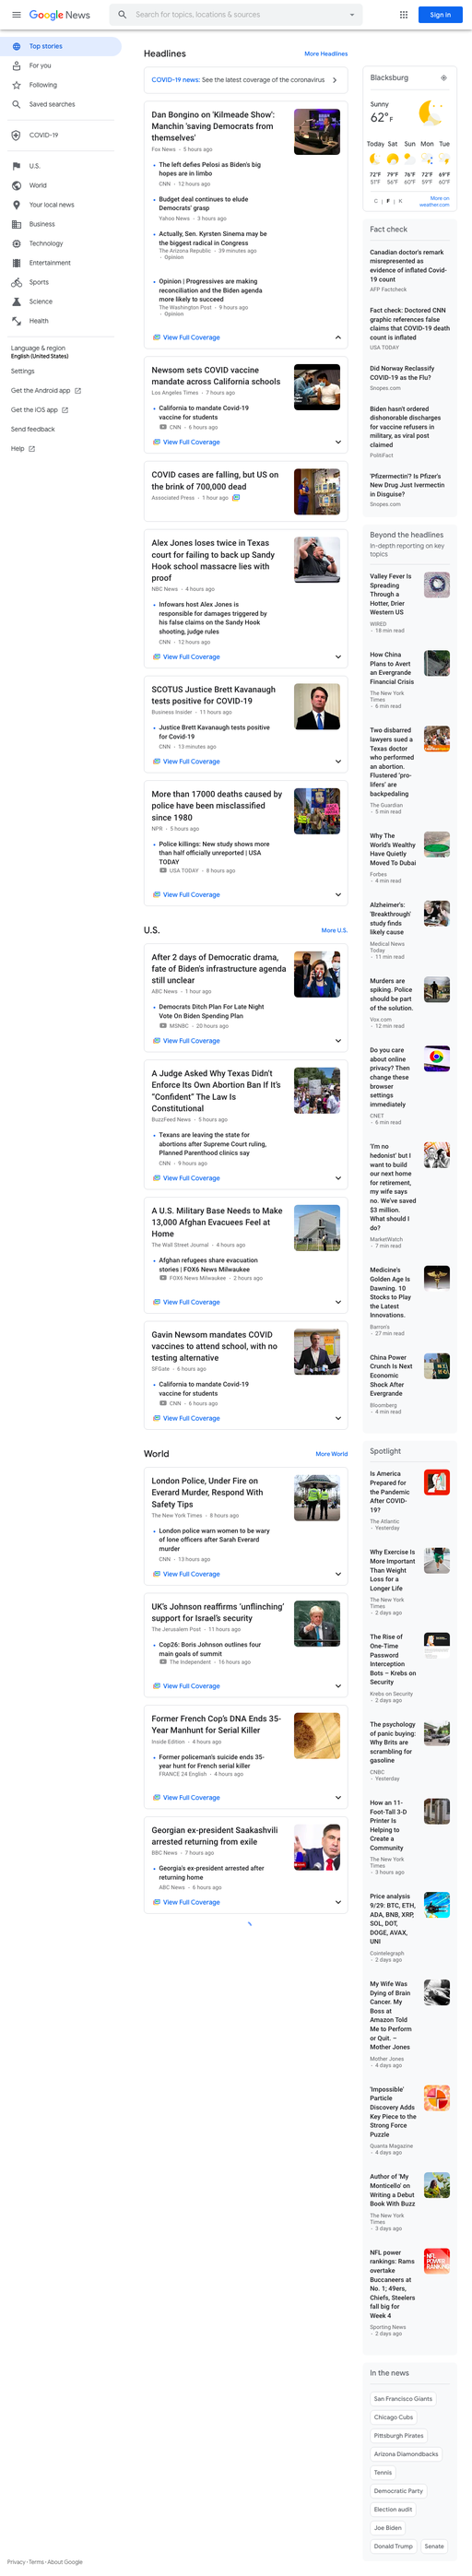 Google News
Search for topics, locations & sources
Sign in
Top stories
For you
Following
Saved searches
COVID-19
U.S.
World
Your local news
Business
Technology
Entertainment
Sports
Science
Health
Language & region
English (United States)
Settings
Get the Android app
Get the iOS app
Send feedback
Help
Headlines
More Headlines
COVID-19 news: See the latest coverage of the coronavirus
Dan Bongino on 'Kilmeade Show':
Manchin 'saving Democrats from
themselves'
Fox News · 5 hours ago
The left defies Pelosi as Biden's big
hopes are in limbo
CNN · 12 hours ago
Budget deal continues to elude
Democrats' grasp
Yahoo News · 3 hours ago
Actually, Sen. Kyrsten Sinema may be
the biggest radical in Congress
The Arizona Republic · 39 minutes ago
· Opinion
Opinion | Progressives are making
reconciliation and the Biden agenda
more likely to succeed
The Washington Post · 9 hours ago
· Opinion
View Full Coverage
Newsom sets COVID vaccine
mandate across California schools
Los Angeles Times · 7 hours ago
California to mandate Covid-19
vaccine for students
CNN · 6 hours ago
View Full Coverage
COVID cases are falling, but US on
the brink of 700,000 dead
Associated Press · 1 hour ago
Alex Jones loses twice in Texas
court for failing to back up Sandy
Hook school massacre lies with
proof
NBC News · 4 hours ago
Infowars host Alex Jones is
responsible for damages triggered by
his false claims on the Sandy Hook
shooting, judge rules
CNN · 12 hours ago
View Full Coverage
SCOTUS Justice Brett Kavanaugh
tests positive for COVID-19
Business Insider · 11 hours ago
Justice Brett Kavanaugh tests positive
for Covid-19
CNN · 13 minutes ago
View Full Coverage
More than 17000 deaths caused by
police have been misclassified
since 1980
NPR · 5 hours ago
Police killings: New study shows more
than half officially unreported | USA
TODAY
USA TODAY · 8 hours ago
View Full Coverage
U.S.
More U.S.
After 2 days of Democratic drama,
fate of Biden's infrastructure agenda
still unclear
ABC News · 1 hour ago
Democrats Ditch Plan For Late Night
Vote On Biden Spending Plan
MSNBC · 20 hours ago
View Full Coverage
A Judge Asked Why Texas Didn't
Enforce Its Own Abortion Ban If It's
"Confident" The Law Is
Constitutional
BuzzFeed News · 5 hours ago
Texans are leaving the state for
abortions after Supreme Court ruling,
Planned Parenthood clinics say
CNN · 9 hours ago
View Full Coverage
A U.S. Military Base Needs to Make
13,000 Afghan Evacuees Feel at
Home
The Wall Street Journal · 4 hours ago
Afghan refugees share evacuation
stories | FOX6 News Milwaukee
FOX6 News Milwaukee · 2 hours ago
View Full Coverage
Gavin Newsom mandates COVID
vaccines to attend school, with no
testing alternative
SFGate · 6 hours ago
California to mandate Covid-19
vaccine for students
CNN · 6 hours ago
View Full Coverage
World
More World
London Police, Under Fire on
Everard Murder, Respond With
Safety Tips
The New York Times · 8 hours ago
London police warn women to be wary
of lone officers after Sarah Everard
murder
CNN · 13 hours ago
View Full Coverage
UK's Johnson reaffirms 'unflinching'
support for Israel's security
The Jerusalem Post · 11 hours ago
Cop26: Boris Johnson outlines four
main goals of summit
The Independent · 16 hours ago
View Full Coverage
Former French Cop's DNA Ends 35-
Year Manhunt for Serial Killer
Inside Edition · 4 hours ago
Former policeman's suicide ends 35-
year hunt for French serial killer
FRANCE 24 English · 4 hours ago
View Full Coverage
Georgian ex-president Saakashvili
arrested returning from exile
BBC News · 7 hours ago
Georgia's ex-president arrested after
returning home
ABC News · 6 hours ago
View Full Coverage
Blacksburg
Sunny
62° F
Today Sat Sun Mon Tue
72°F 79°F 76°F 72°F 69°F
51°F 56°F 60°F 59°F 60°F
C | F | K
More on
weather.com
Fact check
Canadian doctor's remark
misrepresented as
evidence of inflated Covid-
19 count
AFP Factcheck
Fact check: Doctored CNN
graphic references false
claims that COVID-19 death
count is inflated
USA TODAY
Did Norway Reclassify
COVID-19 as the Flu?
Snopes.com
Biden hasn't ordered
dishonorable discharges
for vaccine refusers in
military, as viral post
claimed
PolitiFact
'Pfizermectin'? Is Pfizer's
New Drug Just Ivermectin
in Disguise?
Snopes.com
Beyond the headlines
In-depth reporting on key
topics
Valley Fever Is
Spreading
Through a
Hotter, Drier
Western US
WIRED
· 18 min read
How China
Plans to Avert
an Evergrande
Financial Crisis
The New York
Times
· 6 min read
Two disbarred
lawyers sued a
Texas doctor
who performed
an abortion.
Flustered 'pro-
lifers' are
backpedaling
The Guardian
· 5 min read
Why The
World's Wealthy
Have Quietly
Moved To Dubai
Forbes
· 4 min read
Alzheimer's:
'Breakthrough'
study finds
likely cause
Medical News
Today
· 11 min read
Murders are
spiking. Police
should be part
of the solution.
Vox.com
· 12 min read
Do you care
about online
privacy? Then
change these
browser
settings
immediately
CNET
· 6 min read
'I'm no
hedonist' but I
want to build
our next home
for retirement,
my wife says
no. We've saved
$3 million.
What should I
do?
MarketWatch
· 7 min read
Medicine's
Golden Age Is
Dawning. 10
Stocks to Play
the Latest
Innovations.
Barron's
· 27 min read
China Power
Crunch Is Next
Economic
Shock After
Evergrande
Bloomberg
· 4 min read
Spotlight
Is America
Prepared for
the Pandemic
After COVID-
19?
The Atlantic
· Yesterday
Why Exercise Is
More Important
Than Weight
Loss for a
Longer Life
The New York
Times
· 2 days ago
The Rise of
One-Time
Password
Interception
Bots – Krebs on
Security
Krebs on Security
· 2 days ago
The psychology
of panic buying:
Why Brits are
scrambling for
gasoline
CNBC
· Yesterday
How an 11-
Foot-Tall 3-D
Printer Is
Helping to
Create a
Community
The New York
Times
· 3 hours ago
Price analysis
9/29: BTC, ETH,
ADA, BNB, XRP,
SOL, DOT,
DOGE, AVAX,
UNI
Cointelegraph
· 2 days ago
My Wife Was
Dying of Brain
Cancer. My
Boss at
Amazon Told
Me to Perform
or Quit. –
Mother Jones
Mother Jones
· 4 days ago
'Impossible'
Particle
Discovery Adds
Key Piece to the
Strong Force
Puzzle
Quanta Magazine
· 4 days ago
Author of 'My
Monticello' on
Writing a Debut
Book With Buzz
The New York
Times
· 3 days ago
NFL power
rankings: Rams
overtake
Buccaneers at
No. 1; 49ers,
Chiefs, Steelers
fall big for
Week 4
Sporting News
· 2 days ago
NFL
POWER
RANKING
In the news
San Francisco Giants
Chicago Cubs
Pittsburgh Pirates
Arizona Diamondbacks
Tennis
Democratic Party
Election audit
Joe Biden
Donald Trump
Senate
Privacy · Terms · About Google